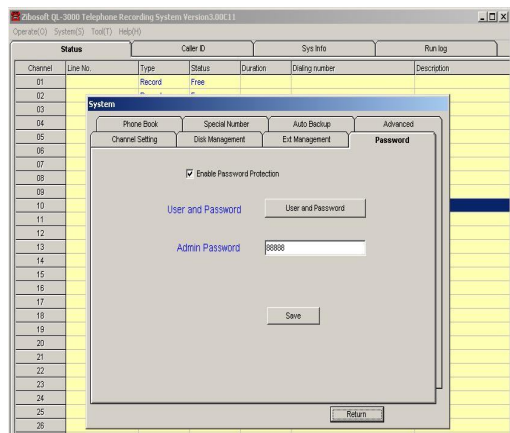 Zibosoft QL-3000 Telephone Recording System Version3.00C11
Operate(O) System(S) Tool(T) Help(H)
Status Caller ID Sys Info Run log
Channel Line No. Type Status Duration Dialing number Description
01 Record Free
02
03
System
04
Phone Book Special Number Auto Backup Advanced
05
Channel Setting Disk Management Ext Management Password
06
07
08
Enable Password Protection
09
10
User and Password User and Password
11
12
13
Admin Password 88888
14
15
16
17
18
Save
19
20
21
22
23
24
25
Return
26